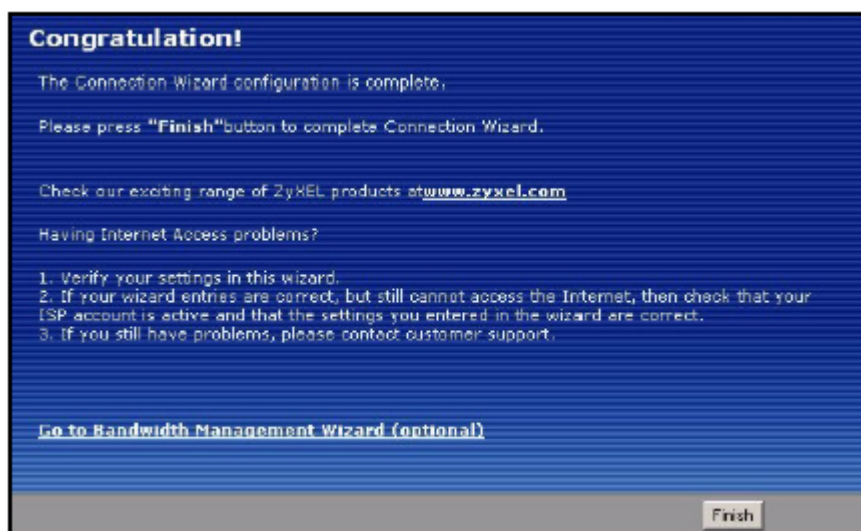 Congratulation!
The Connection Wizard configuration is complete.
Please press "Finish"button to complete Connection Wizard.
Check our exciting range of ZyXEL products atwww.zyxel.com
Having Internet Access problems?
1. Verify your settings in this wizard.
2. If your wizard entries are correct, but still cannot access the Internet, then check that your
ISP account is active and that the settings you entered in the wizard are correct.
3. If you still have problems, please contact customer support.
Go to Bandwidth Management Wizard (optional)
Finish